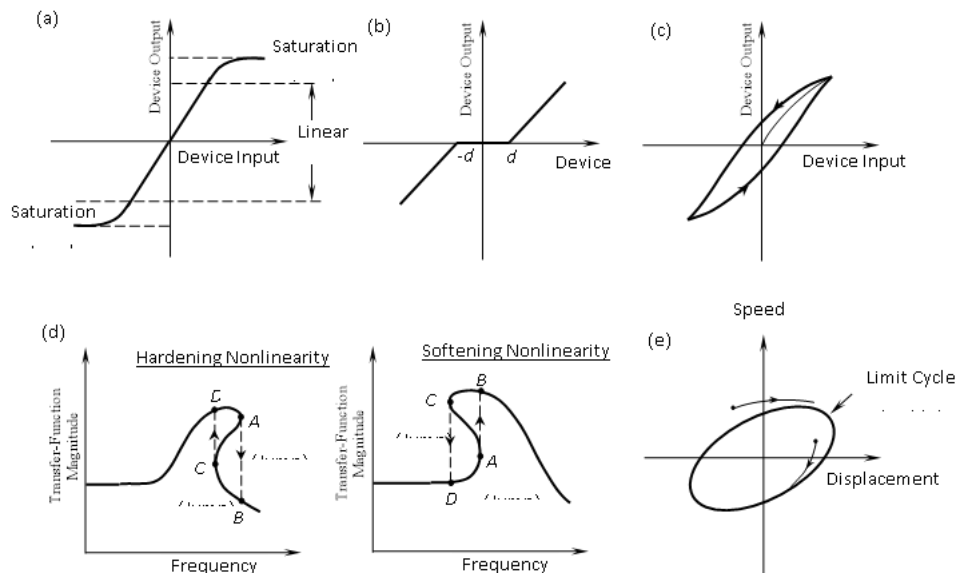 (a)
Device Output
Saturation
Linear
Device Input
Saturation
(b)
Device Output
-d
d
Device
(c)
Device Output
Device Input
(d)
Hardening Nonlinearity
Transfer-Function
Magnitude
D
A
C
B
Frequency
Softening Nonlinearity
Transfer-Function
Magnitude
B
C
A
D
Frequency
(e)
Speed
Limit Cycle
Displacement